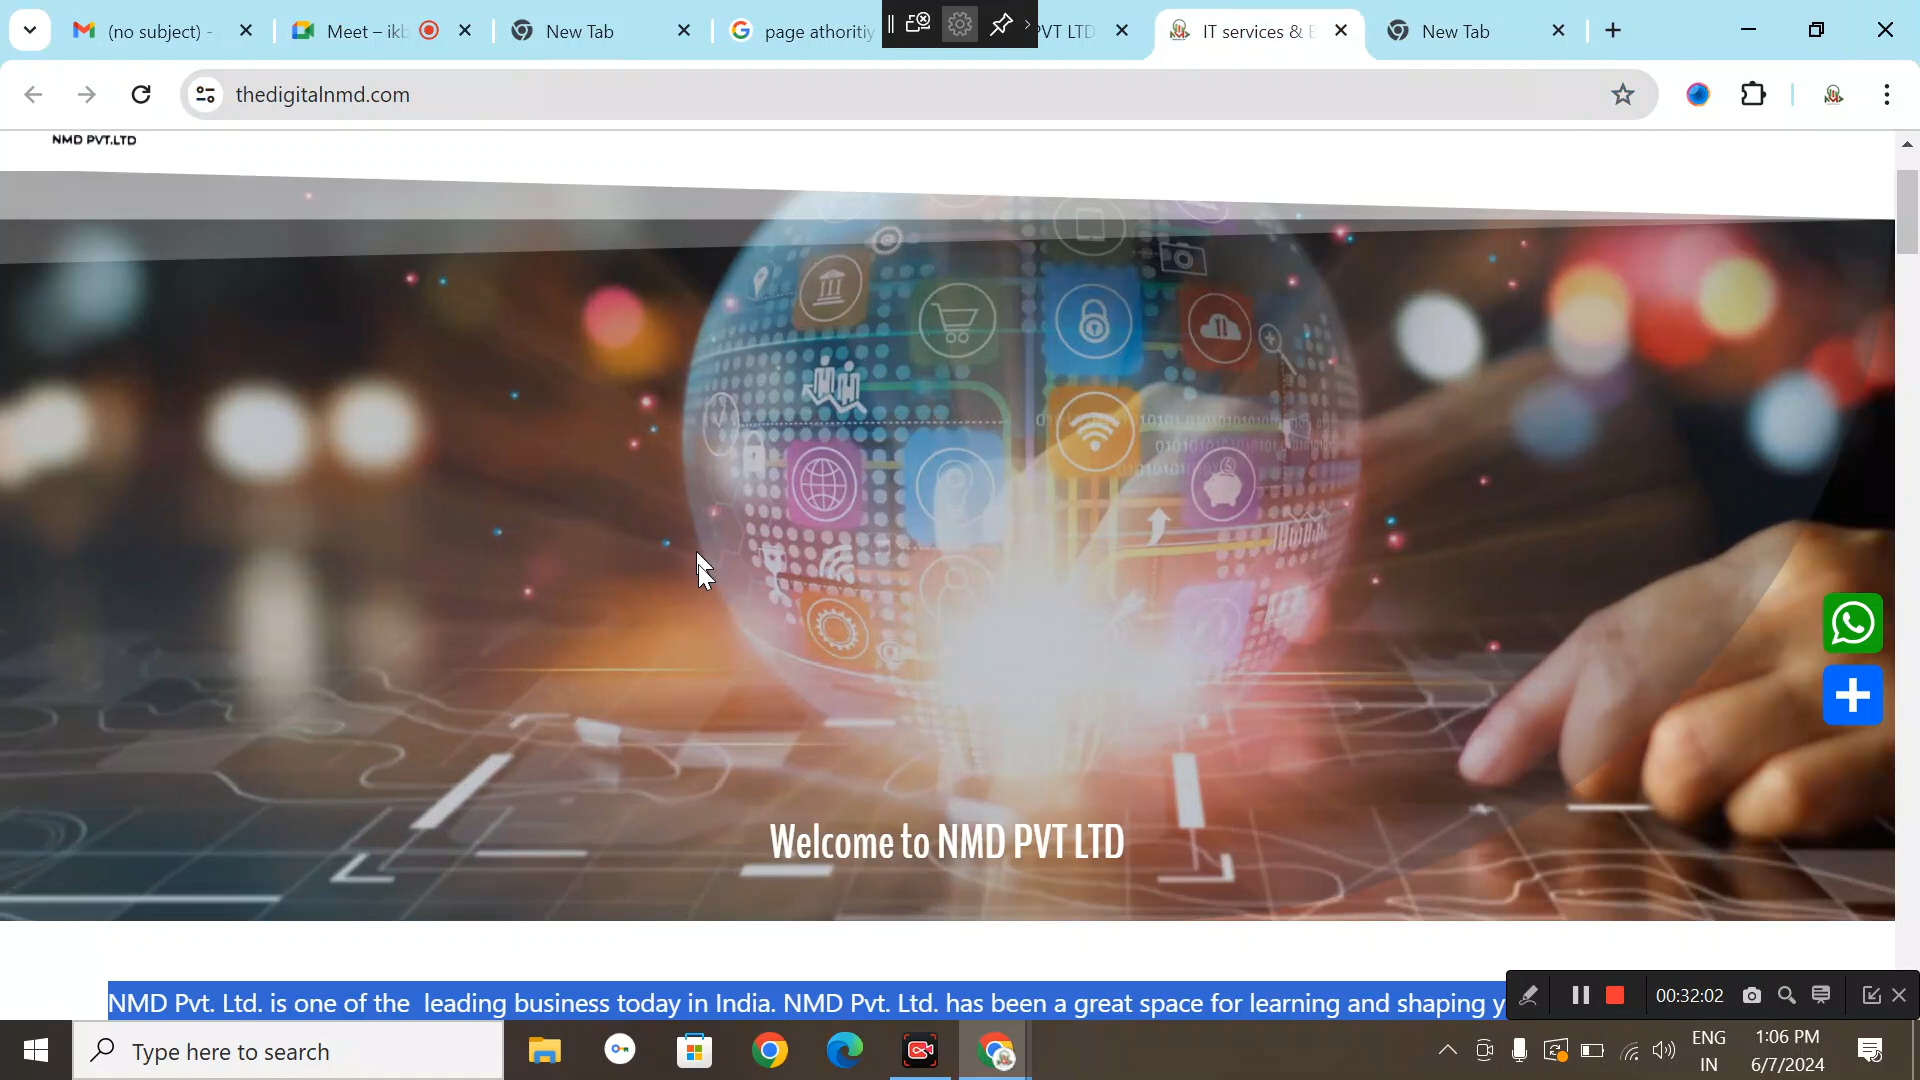 (no subject) -
Meet – ikb
New Tab
page athoritiy
PVT LTD
IT services & E
New Tab
thedigitalnmd.com
NMD PVT.LTD
Welcome to NMD PVT LTD
NMD Pvt. Ltd. is one of the leading business today in India. NMD Pvt. Ltd. has been a great space for learning and shaping y
00:32:02
Type here to search
ENG
IN
1:06 PM
6/7/2024